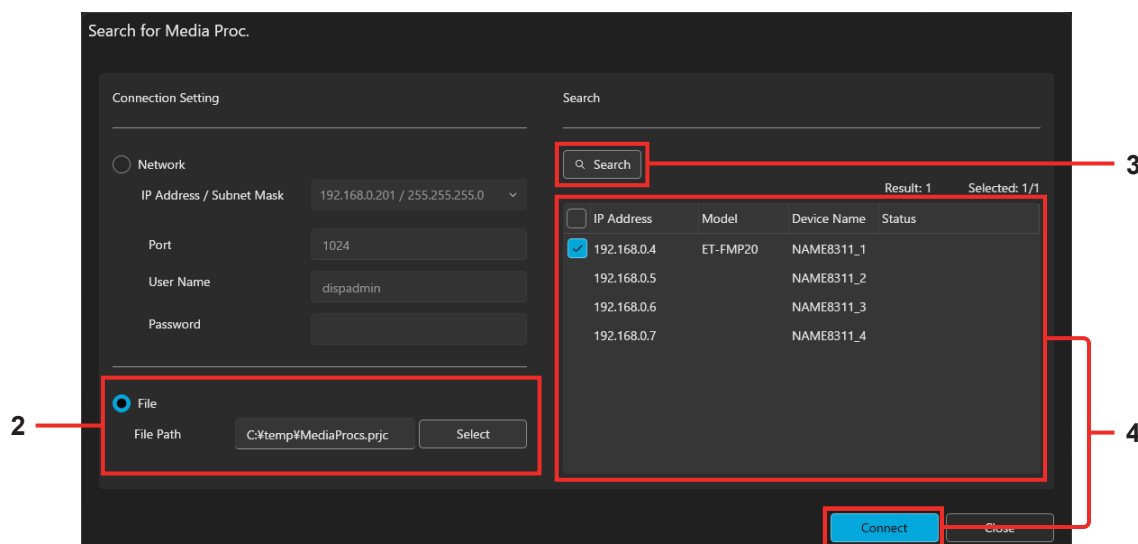 Search for Media Proc.
Connection Setting
Network
IP Address / Subnet Mask 192.168.0.201 / 255.255.255.0
Port 1024
User Name dispadmin
Password
2
File
File Path C:¥temp¥MediaProcs.prjc Select
Search
Search
3
Result: 1 Selected: 1/1
IP Address Model Device Name Status
192.168.0.4 ET-FMP20 NAME8311_1
192.168.0.5 NAME8311_2
192.168.0.6 NAME8311_3
192.168.0.7 NAME8311_4
4
Connect Close